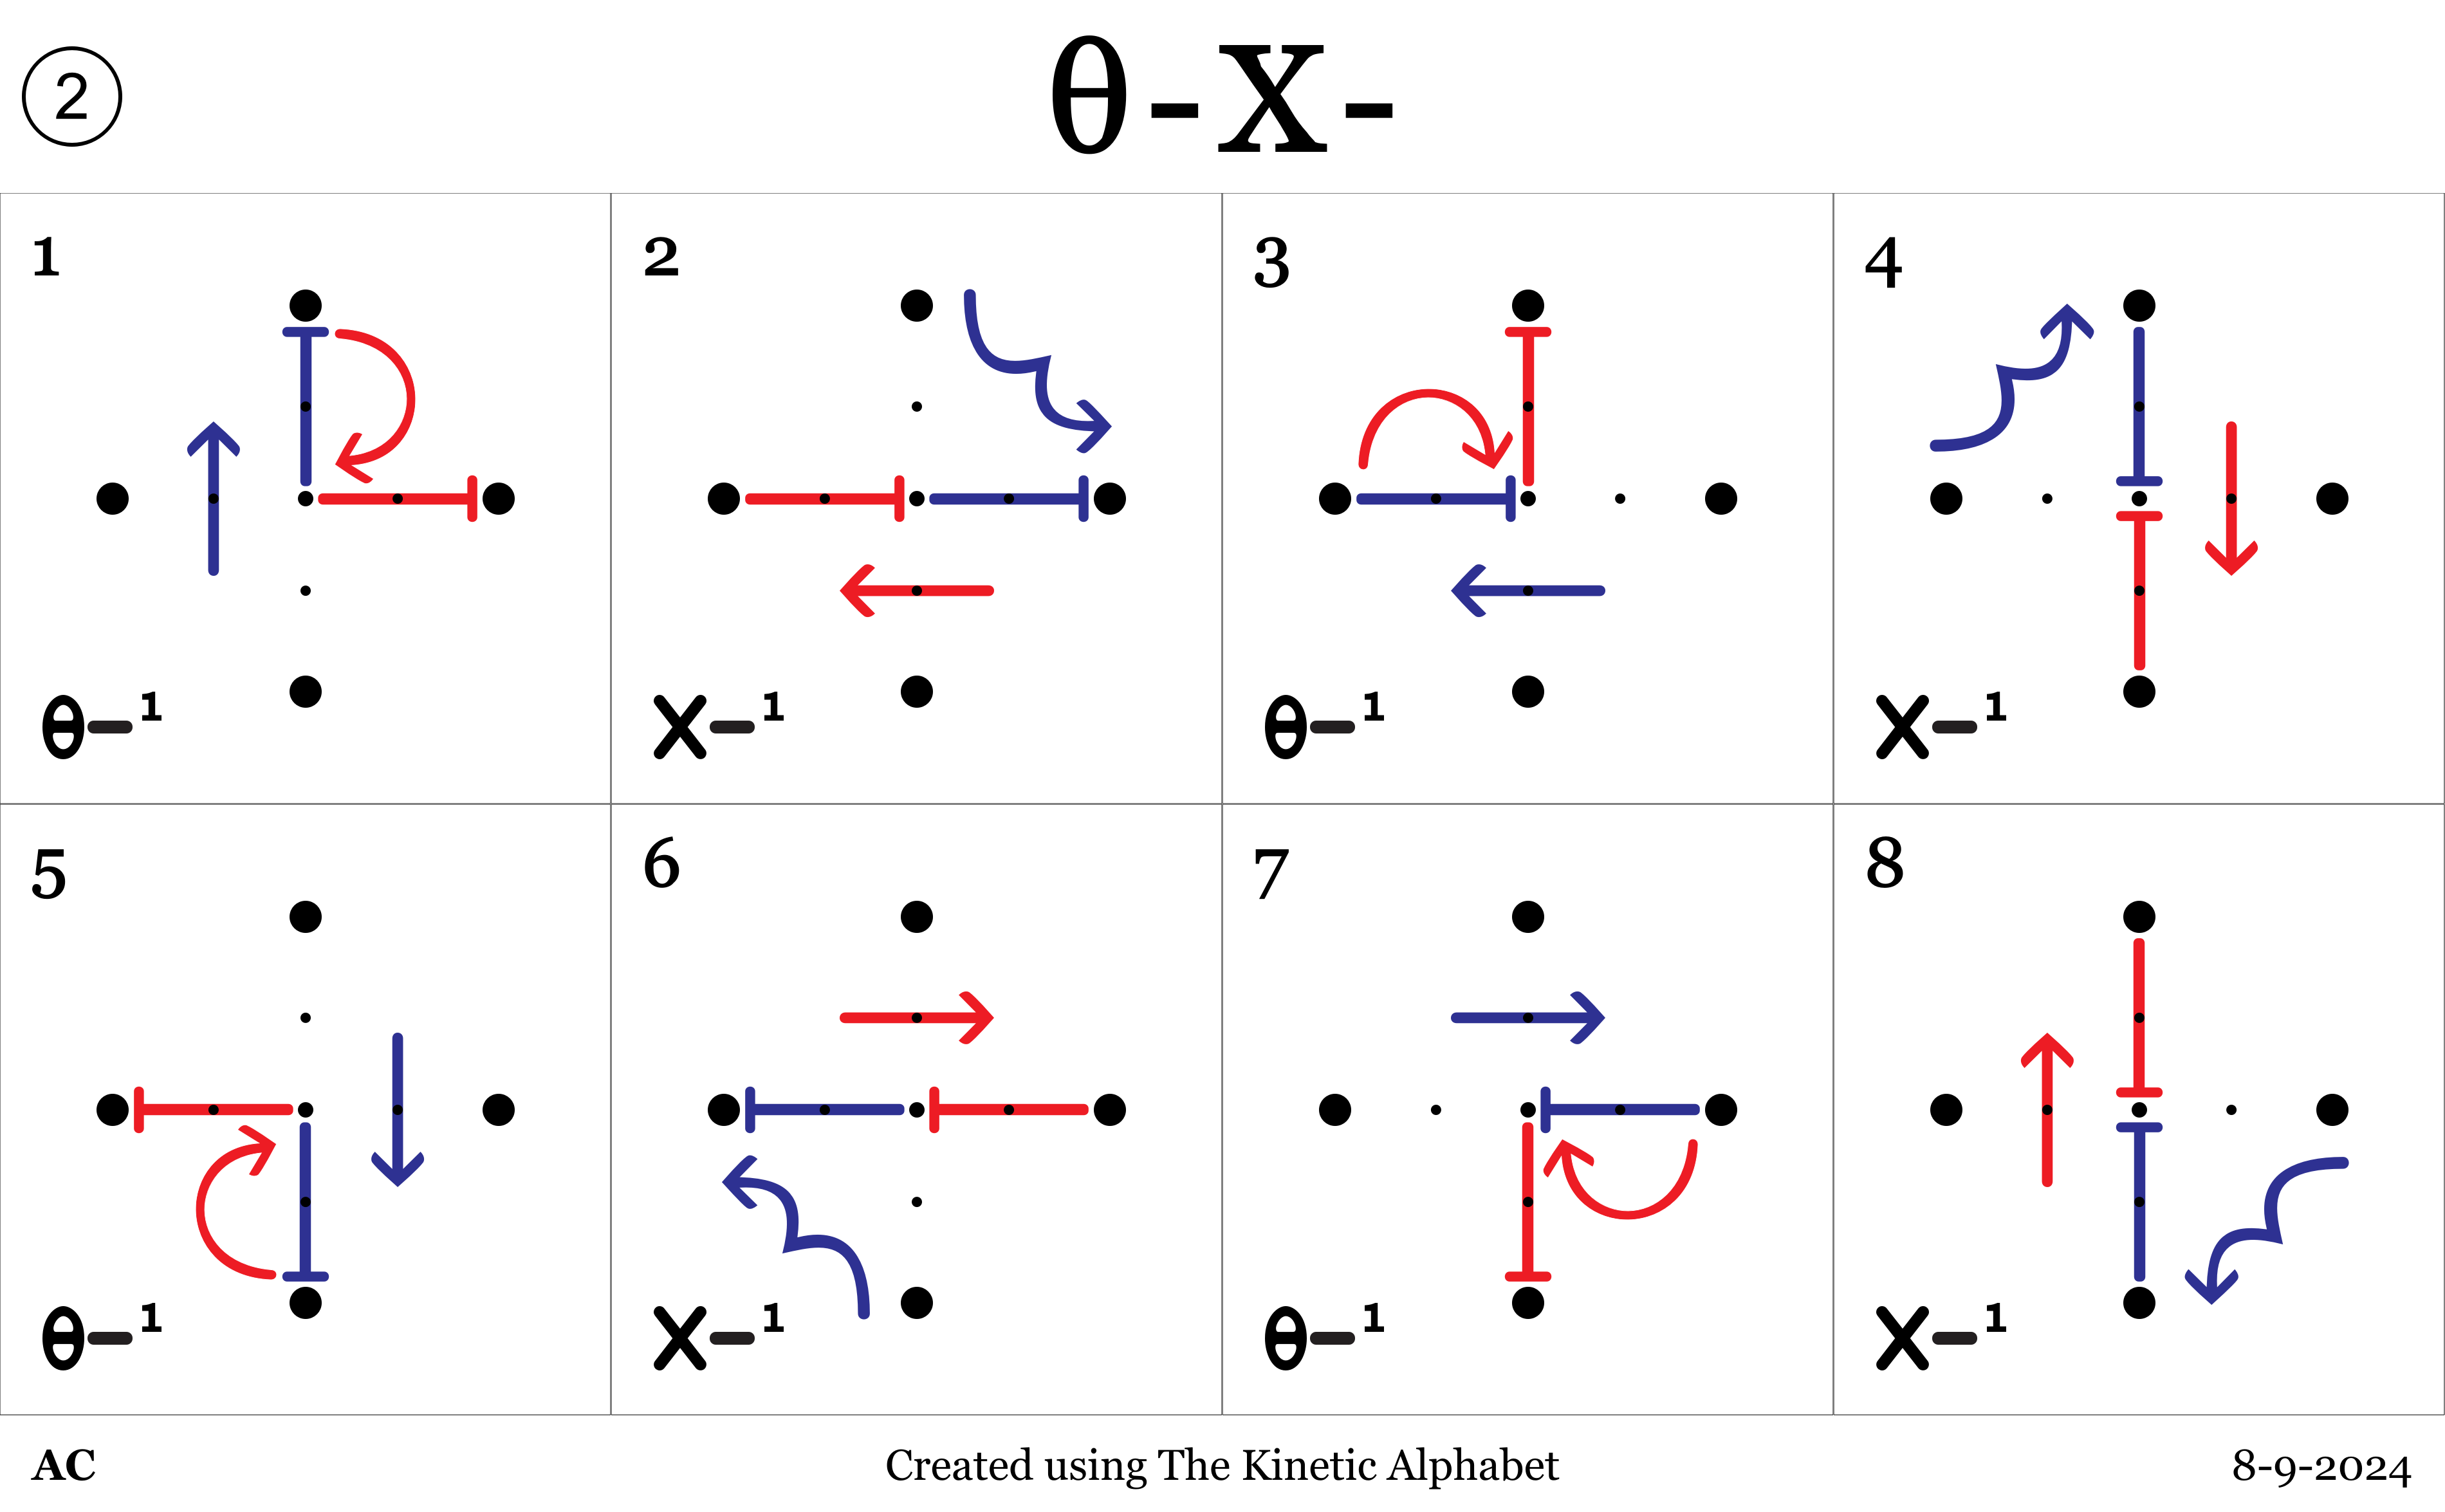 2
θ-X-
1 2 3 4
θ-¹ X-¹ θ-¹ X-¹
5 6 7 8
θ-¹ X-¹ θ-¹ X-¹
AC Created using The Kinetic Alphabet 8-9-2024